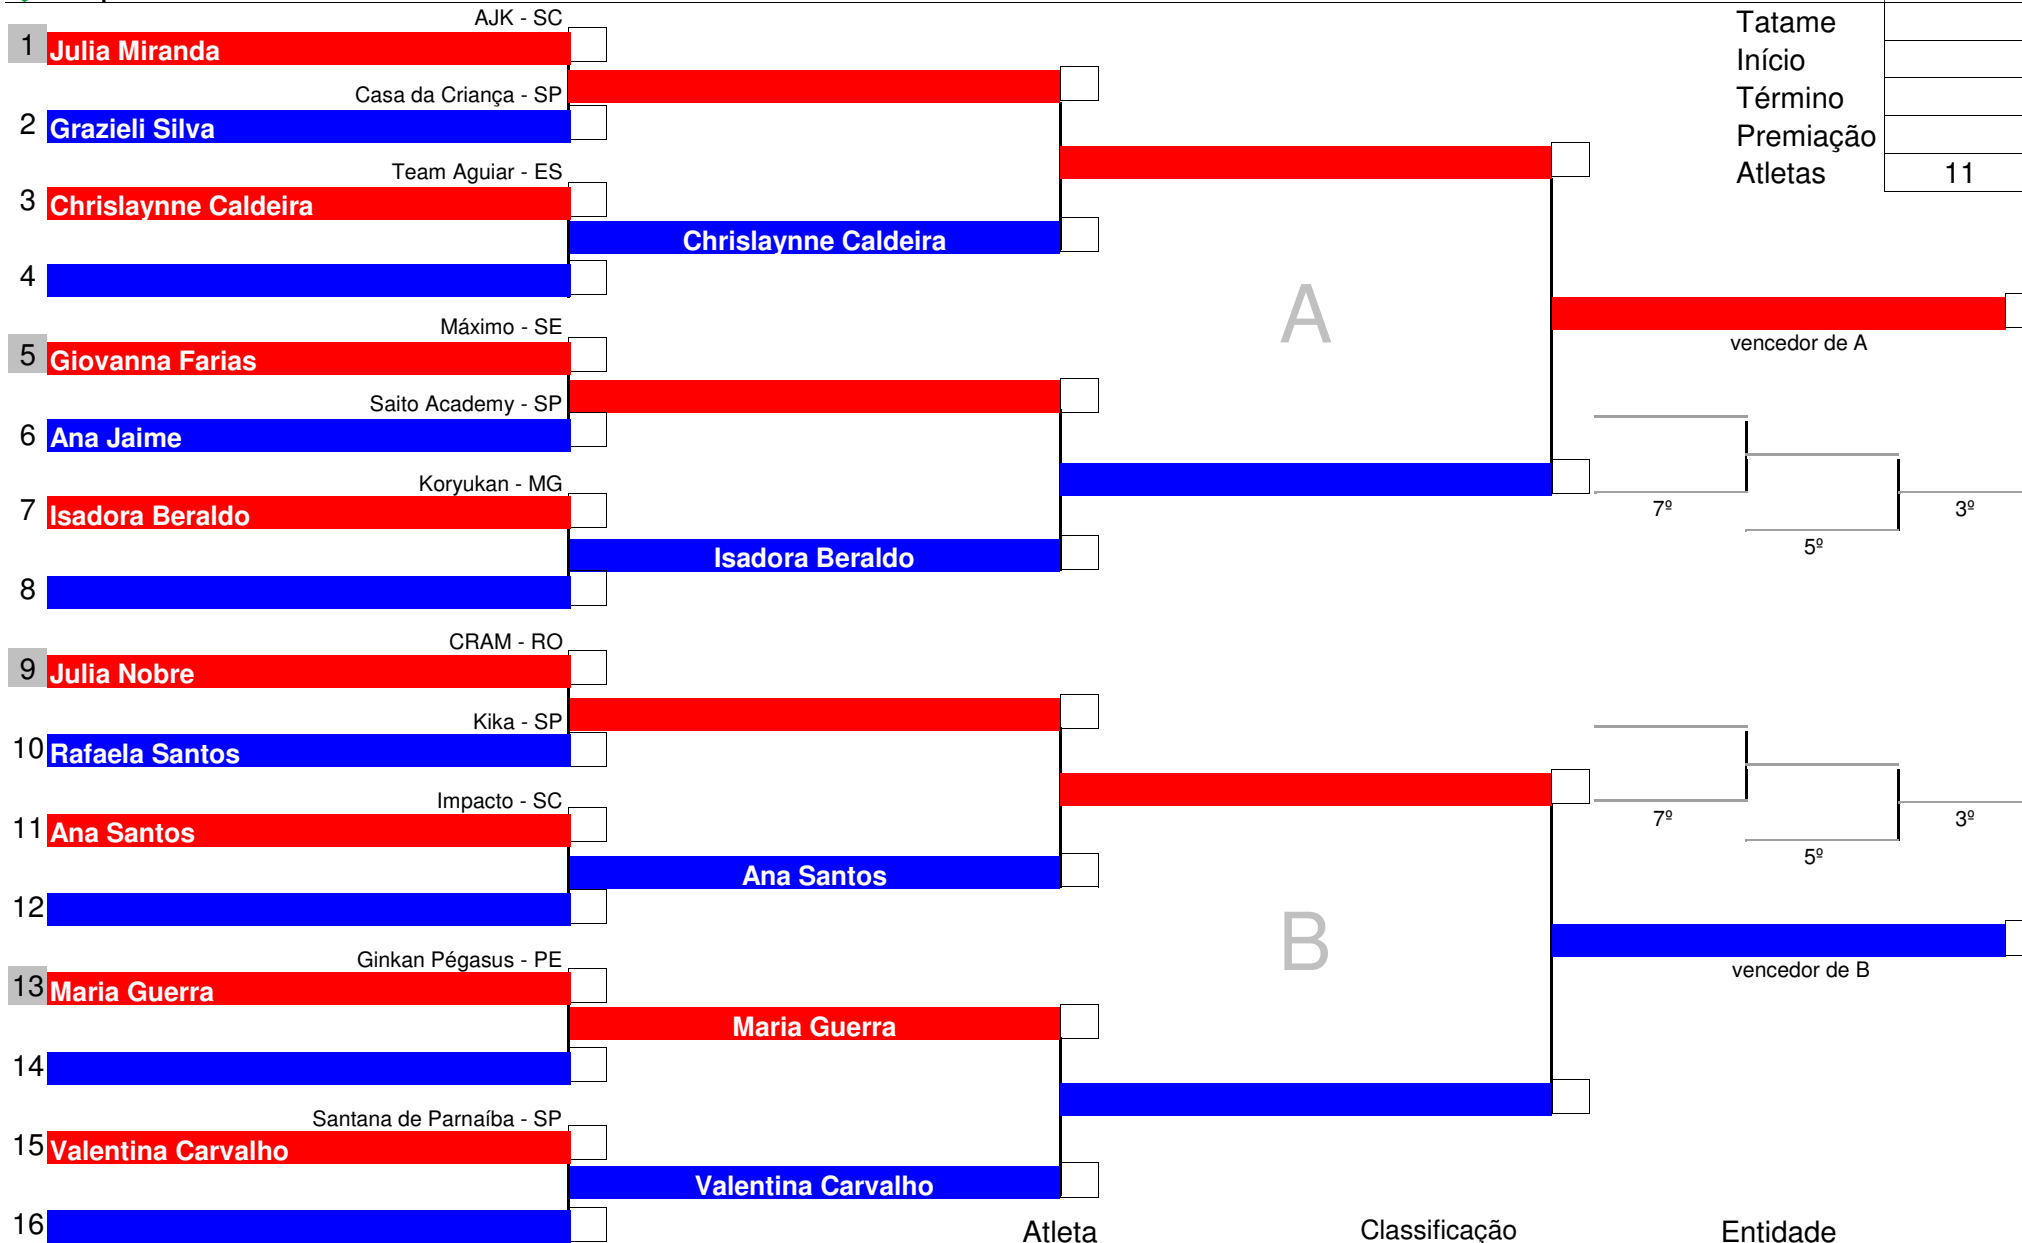 AJK - SC
1 Julia Miranda
Casa da Criança - SP
2 Grazieli Silva
Team Aguiar - ES
3 Chrislaynne Caldeira
Chrislaynne Caldeira
4
Máximo - SE
5 Giovanna Farias
Saito Academy - SP
6 Ana Jaime
Koryukan - MG
7 Isadora Beraldo
Isadora Beraldo
8
CRAM - RO
9 Julia Nobre
Kika - SP
10 Rafaela Santos
Impacto - SC
11 Ana Santos
Ana Santos
12
Ginkan Pégasus - PE
13 Maria Guerra
Maria Guerra
14
Santana de Parnaíba - SP
15 Valentina Carvalho
Valentina Carvalho
16
A
B
Tatame
Início
Término
Premiação
Atletas 11
vencedor de A
7º
3º
5º
7º
3º
5º
vencedor de B
Atleta Classificação Entidade